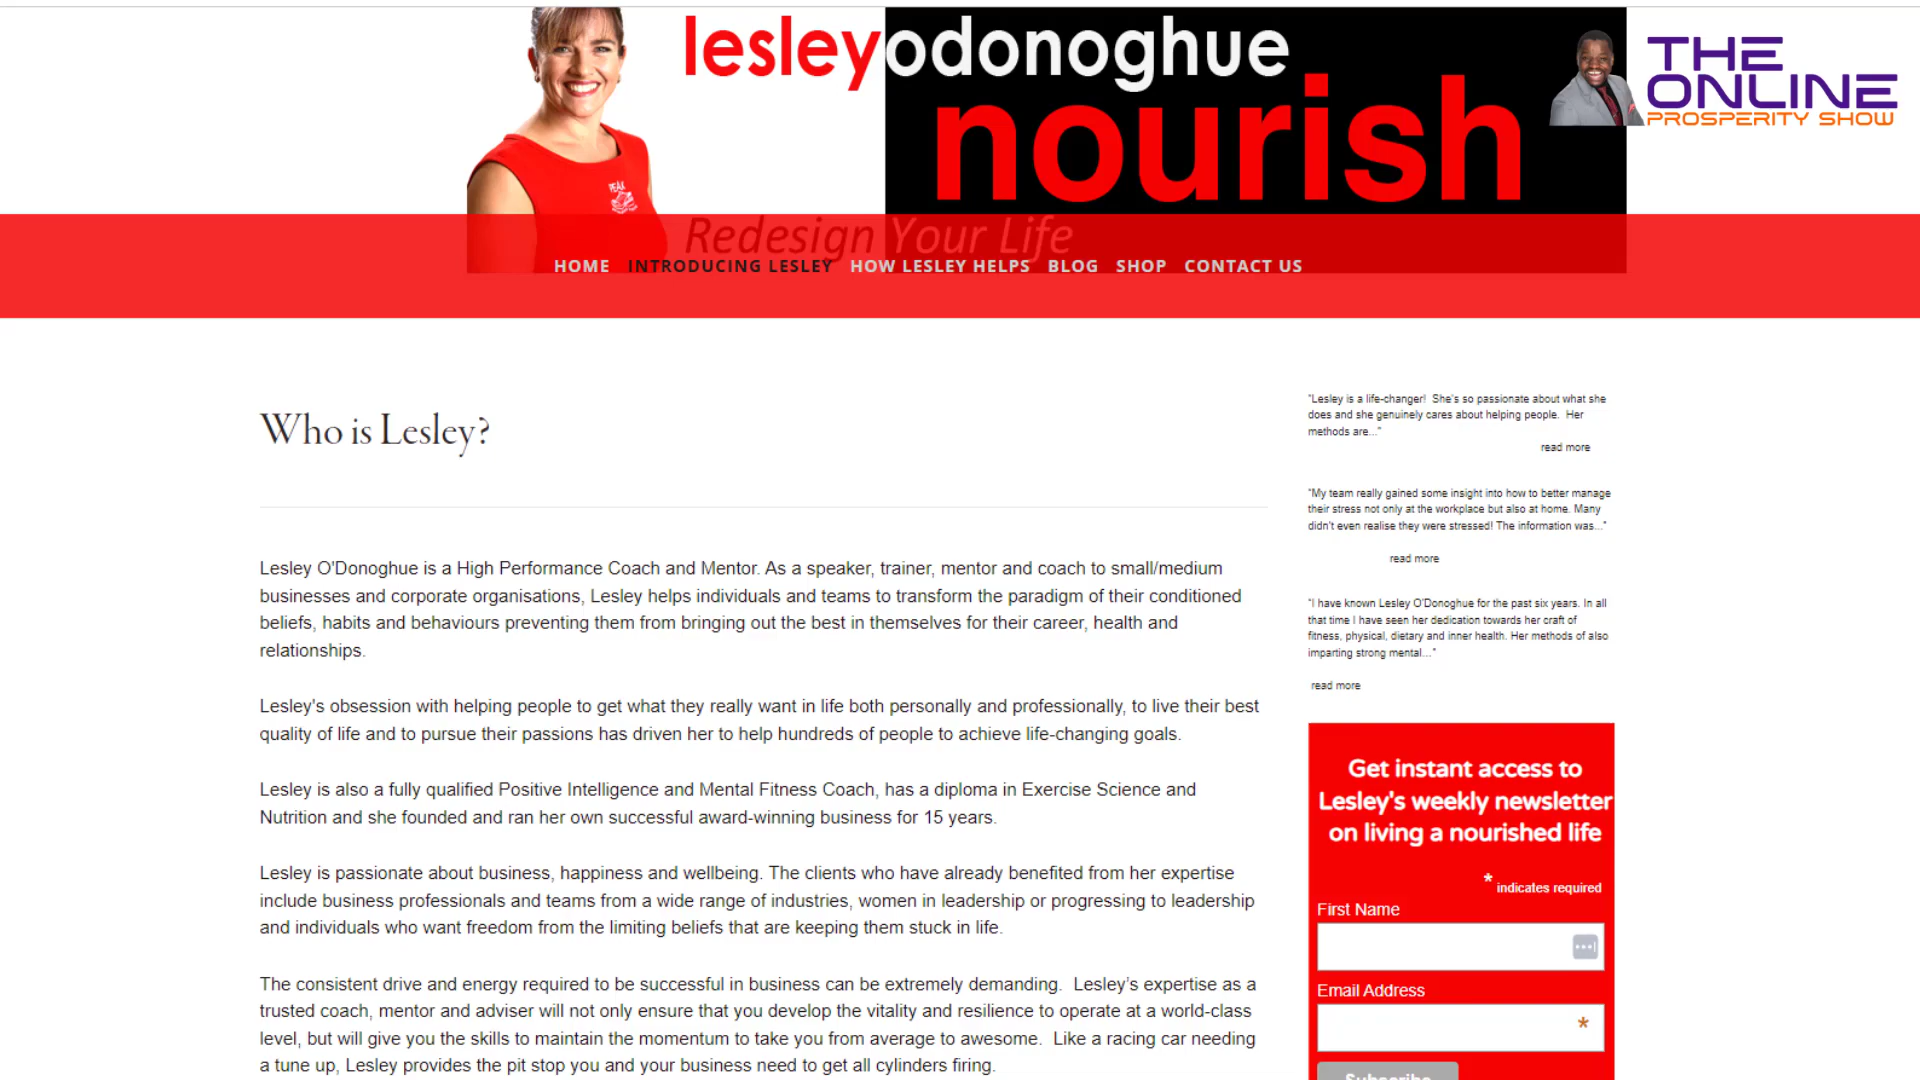 lesleyodonoghue
nourish
Redesign Your Life
THE
ONLINE
PROSPERITY SHOW
PEAK
HOME INTRODUCING LESLEY HOW LESLEY HELPS BLOG SHOP CONTACT US
Who is Lesley?
Lesley O'Donoghue is a High Performance Coach and Mentor. As a speaker, trainer, mentor and coach to small/medium
businesses and corporate organisations, Lesley helps individuals and teams to transform the paradigm of their conditioned
beliefs, habits and behaviours preventing them from bringing out the best in themselves for their career, health and
relationships.
Lesley's obsession with helping people to get what they really want in life both personally and professionally, to live their best
quality of life and to pursue their passions has driven her to help hundreds of people to achieve life-changing goals.
Lesley is also a fully qualified Positive Intelligence and Mental Fitness Coach, has a diploma in Exercise Science and
Nutrition and she founded and ran her own successful award-winning business for 15 years.
Lesley is passionate about business, happiness and wellbeing. The clients who have already benefited from her expertise
include business professionals and teams from a wide range of industries, women in leadership or progressing to leadership
and individuals who want freedom from the limiting beliefs that are keeping them stuck in life.
The consistent drive and energy required to be successful in business can be extremely demanding.  Lesley's expertise as a
trusted coach, mentor and adviser will not only ensure that you develop the vitality and resilience to operate at a world-class
level, but will give you the skills to maintain the momentum to take you from average to awesome.  Like a racing car needing
a tune up, Lesley provides the pit stop you and your business need to get all cylinders firing.
"Lesley is a life-changer!  She's so passionate about what she
does and she genuinely cares about helping people.  Her
methods are..."
read more
"My team really gained some insight into how to better manage
their stress not only at the workplace but also at home. Many
didn't even realise they were stressed! The information was..."
read more
"I have known Lesley O'Donoghue for the past six years. In all
that time I have seen her dedication towards her craft of
fitness, physical, dietary and inner health. Her methods of also
imparting strong mental..."
read more
Get instant access to
Lesley's weekly newsletter
on living a nourished life
* indicates required
First Name
Email Address
*
Subscribe